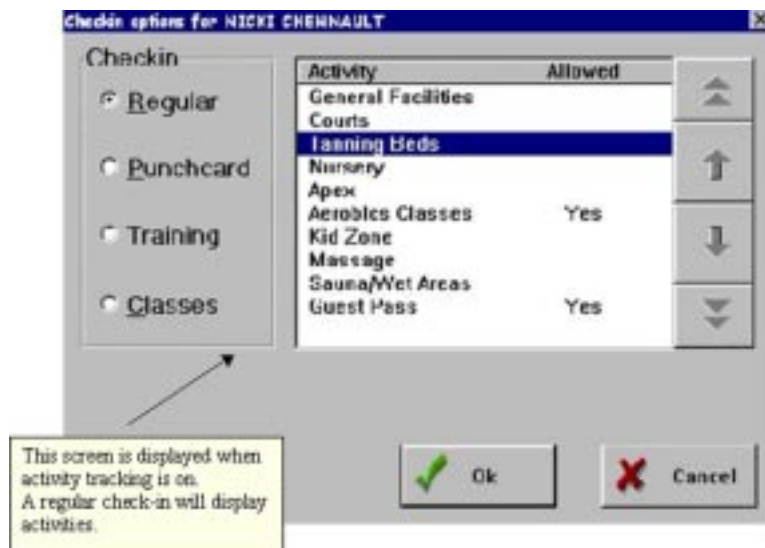 Checkin options for NICKI CHENNAULT
Checkin
Regular
Punchcard
Training
Classes
Activity Allowed
General Facilities
Courts
Tanning Beds
Nursery
Apex
Aerobics Classes Yes
Kid Zone
Massage
Sauna/Wet Areas
Guest Pass Yes
This screen is displayed when
activity tracking is on.
A regular check-in will display
activities.
Ok
Cancel